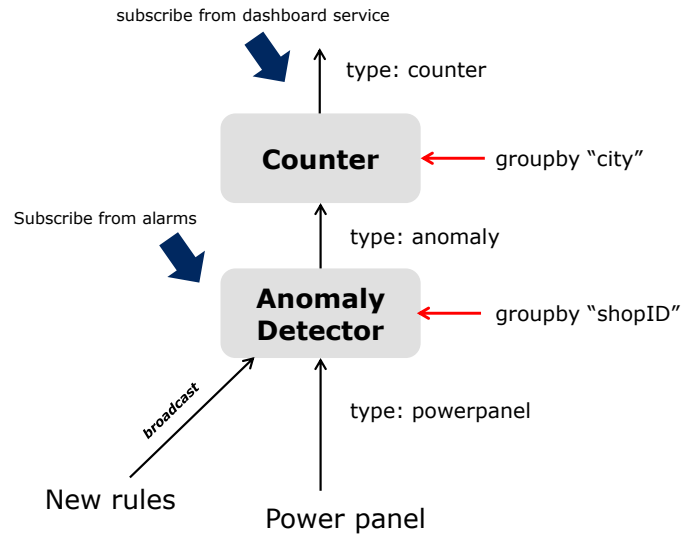 subscribe from dashboard service
type: counter
Counter
groupby “city”
Subscribe from alarms
type: anomaly
Anomaly
Detector
groupby “shopID”
broadcast
type: powerpanel
New rules
Power panel